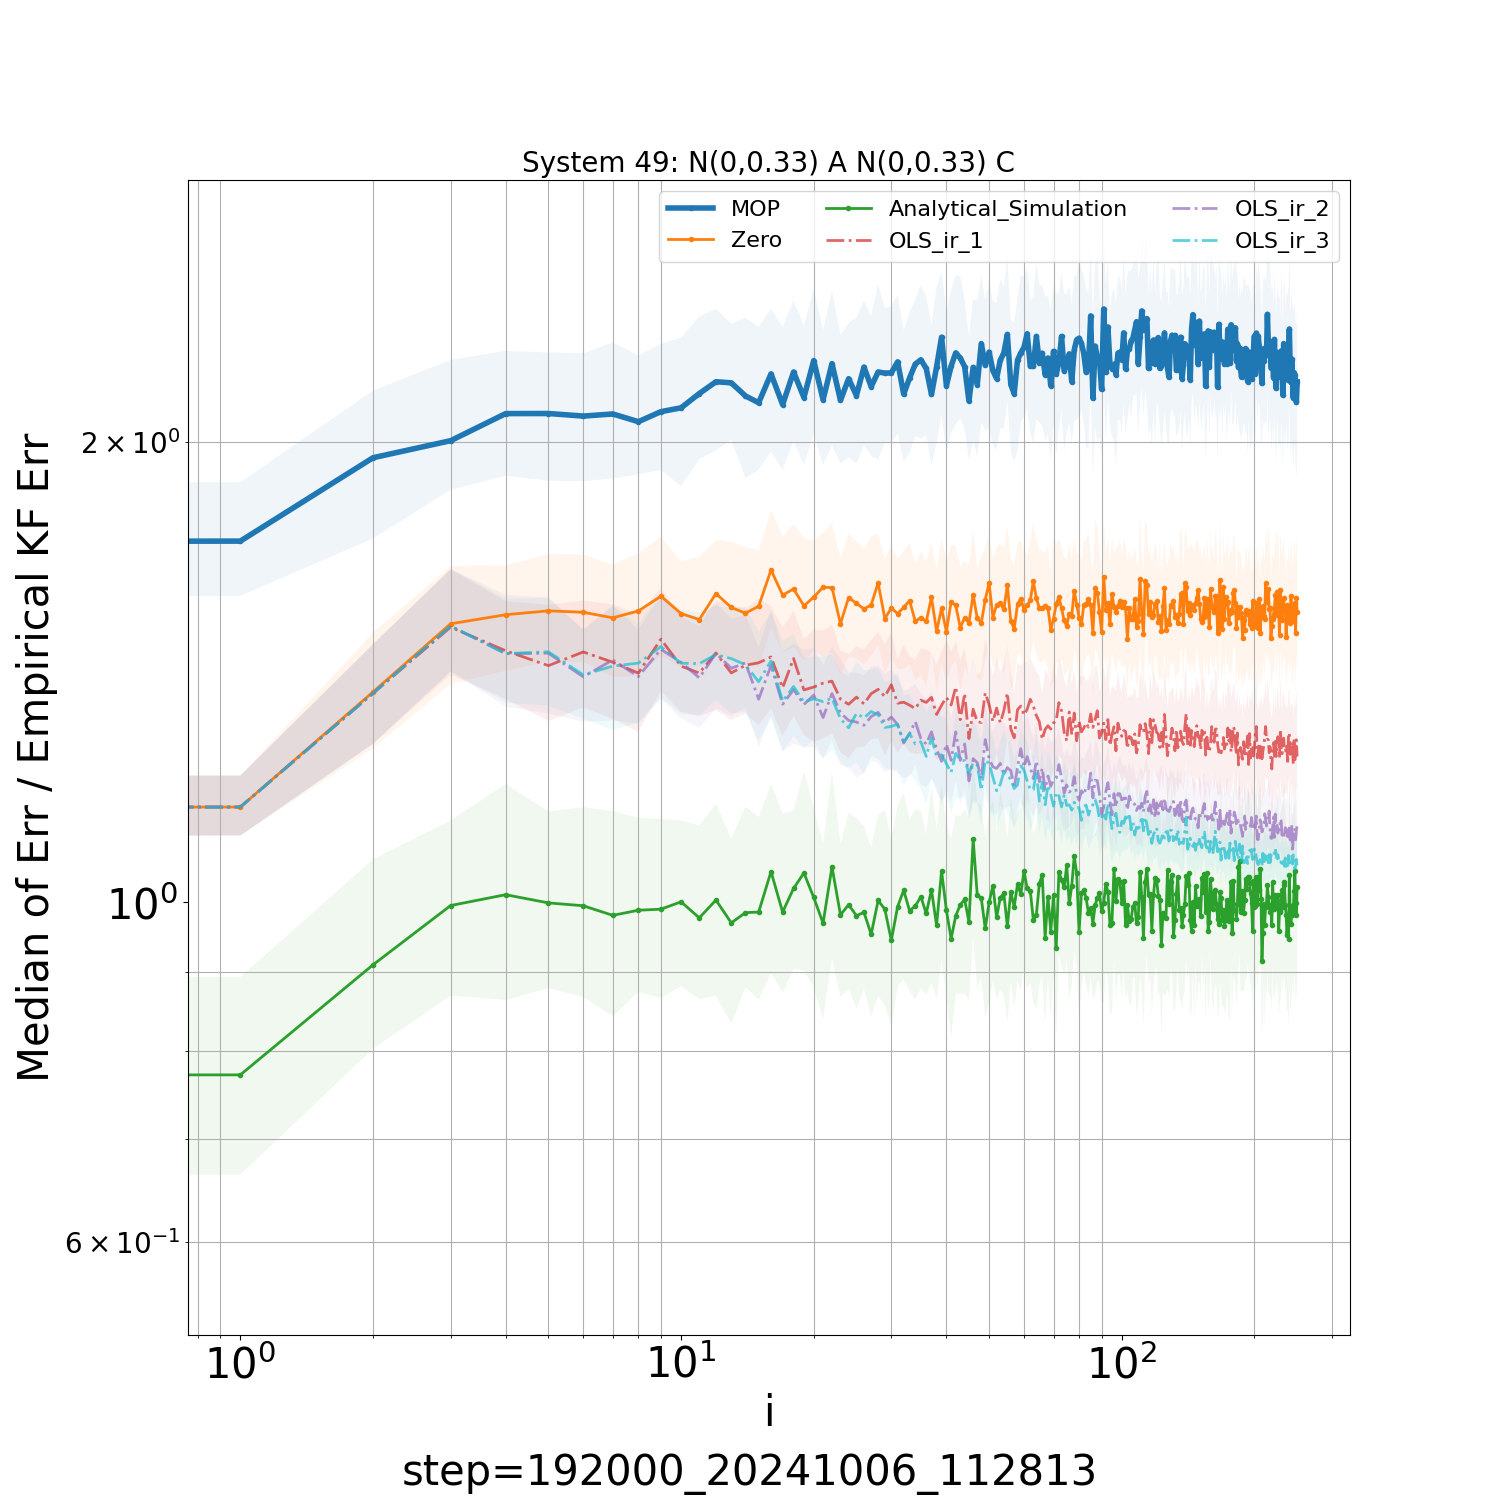 System 49: N(0,0.33) A N(0,0.33) C
MOP
Zero
Analytical_Simulation
OLS_ir_1
OLS_ir_2
OLS_ir_3
Median of Err / Empirical KF Err
2 × 10⁰
10⁰
6 × 10⁻¹
10⁰ 10¹ 10²
i
step=192000_20241006_112813